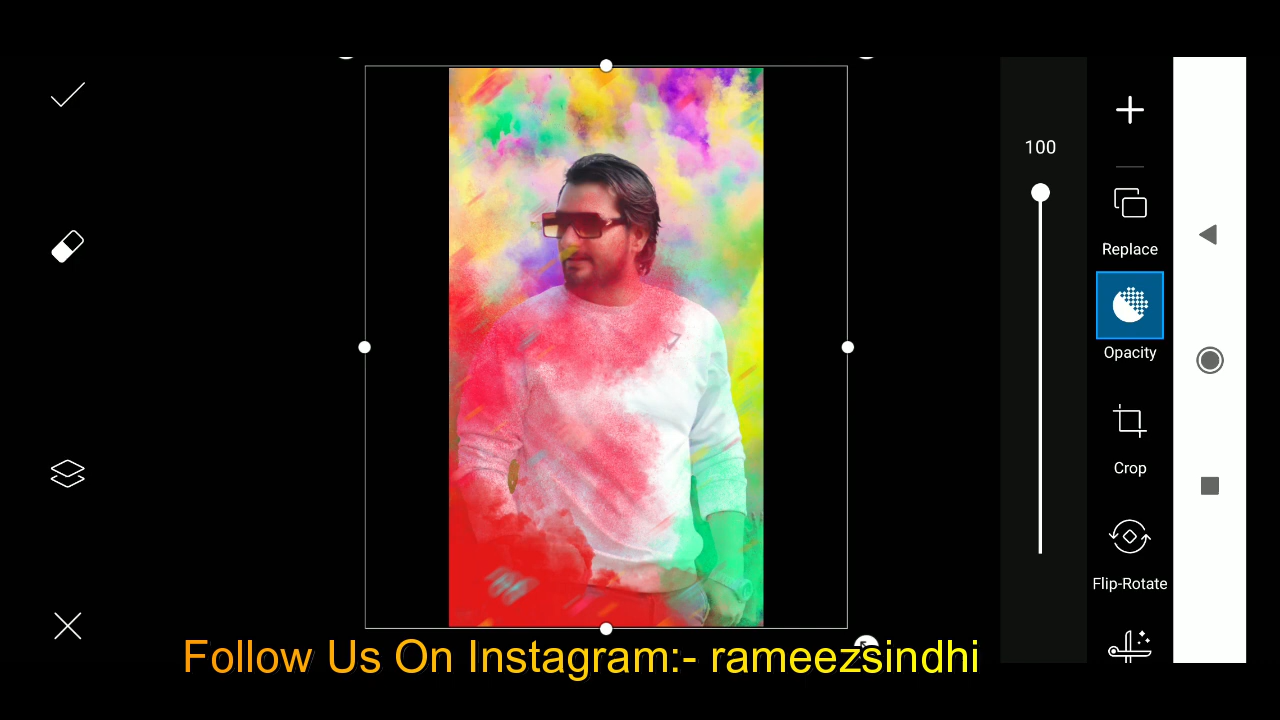 100
Replace
Opacity
Crop
Flip-Rotate
Follow Us On Instagram:- rameezsindhi